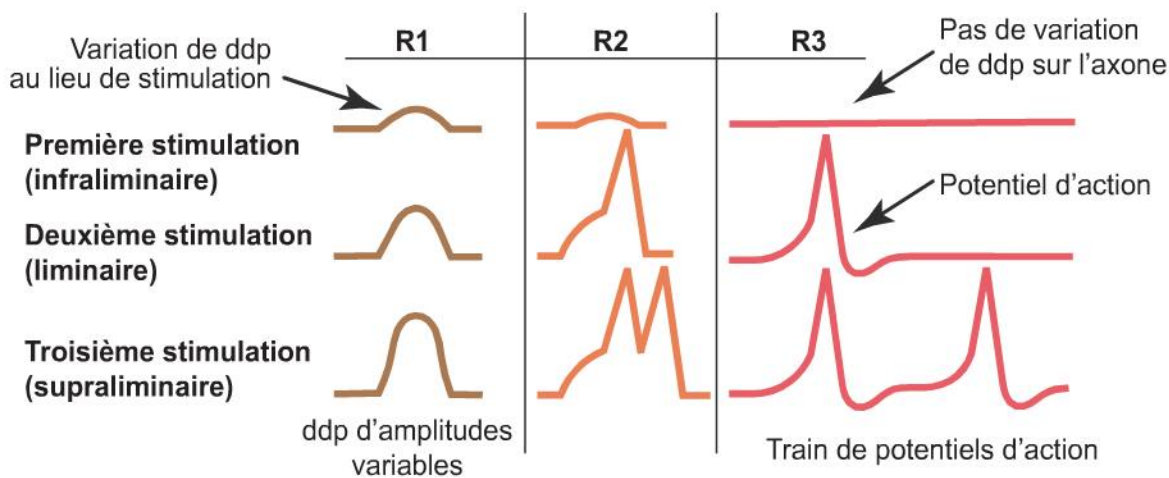 R1
R2
R3
Variation de ddp
au lieu de stimulation
Pas de variation
de ddp sur l’axone
Première stimulation
(infraliminaire)
Potentiel d’action
Deuxième stimulation
(liminaire)
Troisième stimulation
(supraliminaire)
ddp d’amplitudes
variables
Train de potentiels d’action